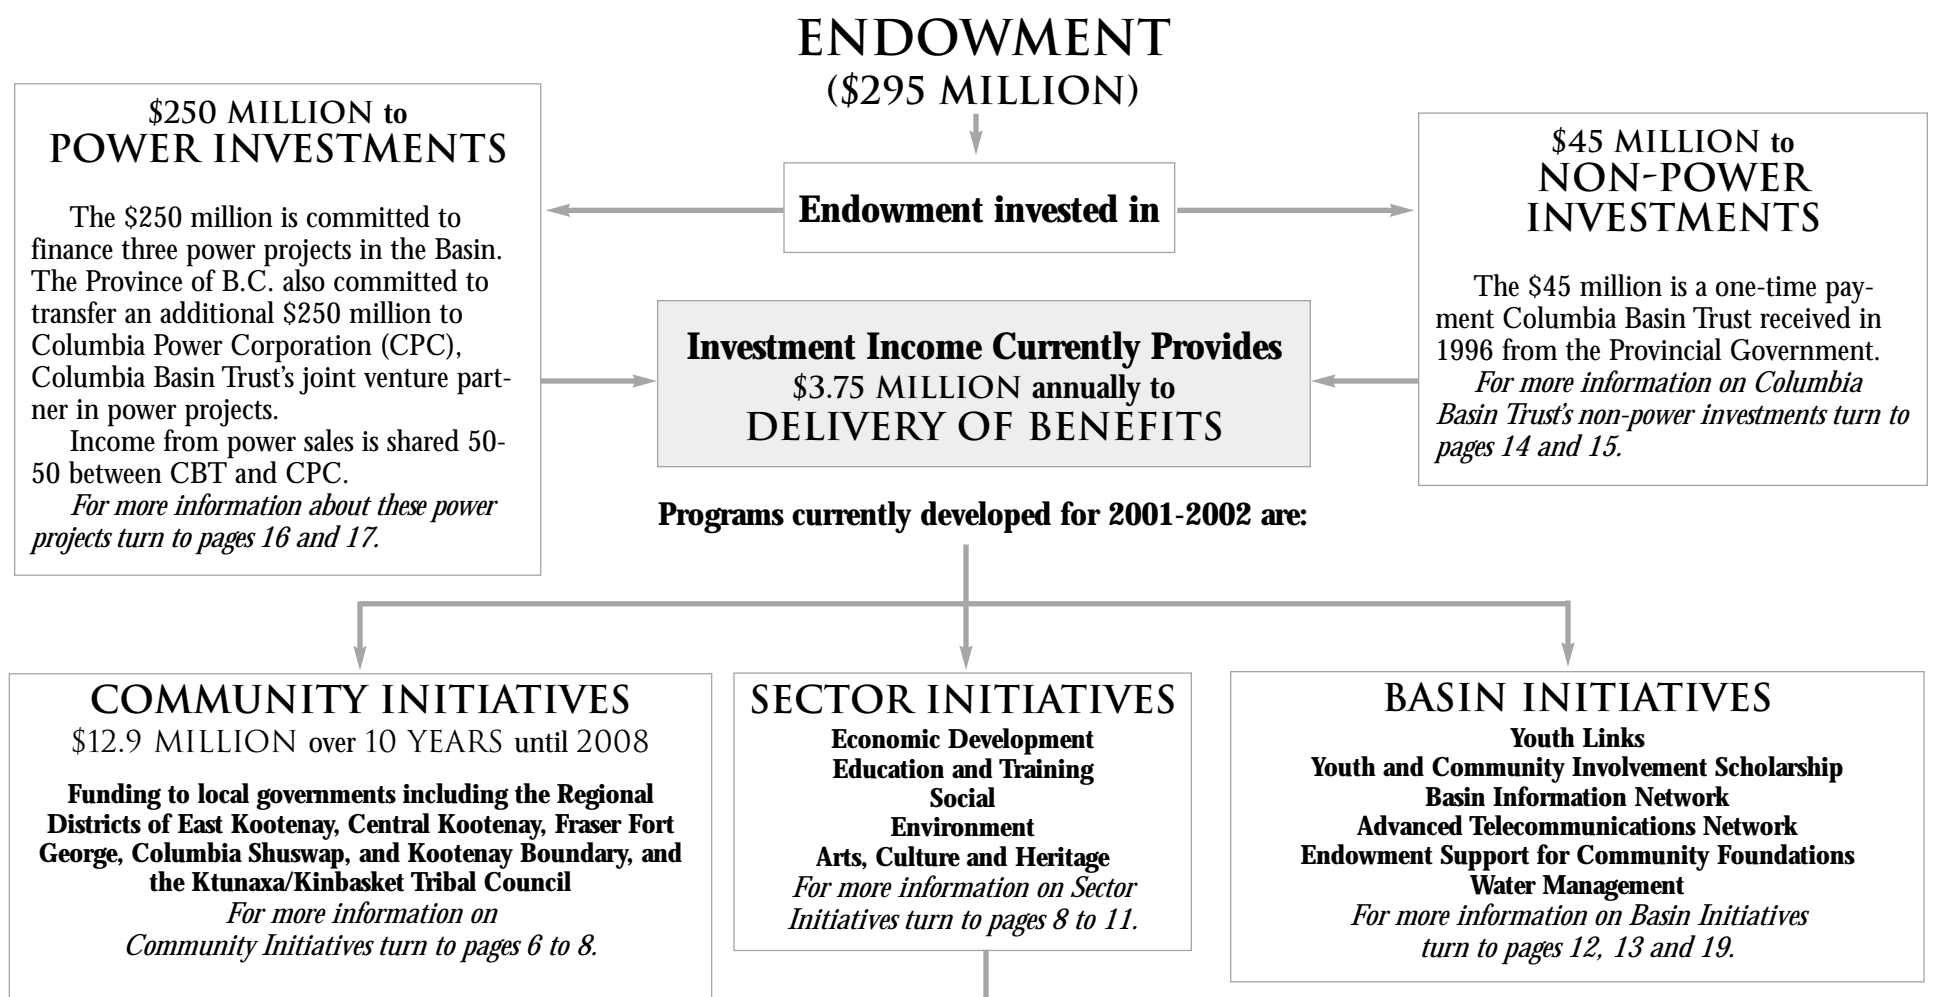 ENDOWMENT
($295 MILLION)
$250 MILLION to
POWER INVESTMENTS
The $250 million is committed to
finance three power projects in the Basin.
The Province of B.C. also committed to
transfer an additional $250 million to
Columbia Power Corporation (CPC),
Columbia Basin Trust's joint venture part-
ner in power projects.
Income from power sales is shared 50-
50 between CBT and CPC.
For more information about these power
projects turn to pages 16 and 17.
Endowment invested in
$45 MILLION to
NON-POWER
INVESTMENTS
The $45 million is a one-time pay-
ment Columbia Basin Trust received in
1996 from the Provincial Government.
For more information on Columbia
Basin Trust's non-power investments turn to
pages 14 and 15.
Investment Income Currently Provides
$3.75 MILLION annually to
DELIVERY OF BENEFITS
Programs currently developed for 2001-2002 are:
COMMUNITY INITIATIVES
$12.9 MILLION over 10 YEARS until 2008
Funding to local governments including the Regional
Districts of East Kootenay, Central Kootenay, Fraser Fort
George, Columbia Shuswap, and Kootenay Boundary, and
the Ktunaxa/Kinbasket Tribal Council
For more information on
Community Initiatives turn to pages 6 to 8.
SECTOR INITIATIVES
Economic Development
Education and Training
Social
Environment
Arts, Culture and Heritage
For more information on Sector
Initiatives turn to pages 8 to 11.
BASIN INITIATIVES
Youth Links
Youth and Community Involvement Scholarship
Basin Information Network
Advanced Telecommunications Network
Endowment Support for Community Foundations
Water Management
For more information on Basin Initiatives
turn to pages 12, 13 and 19.